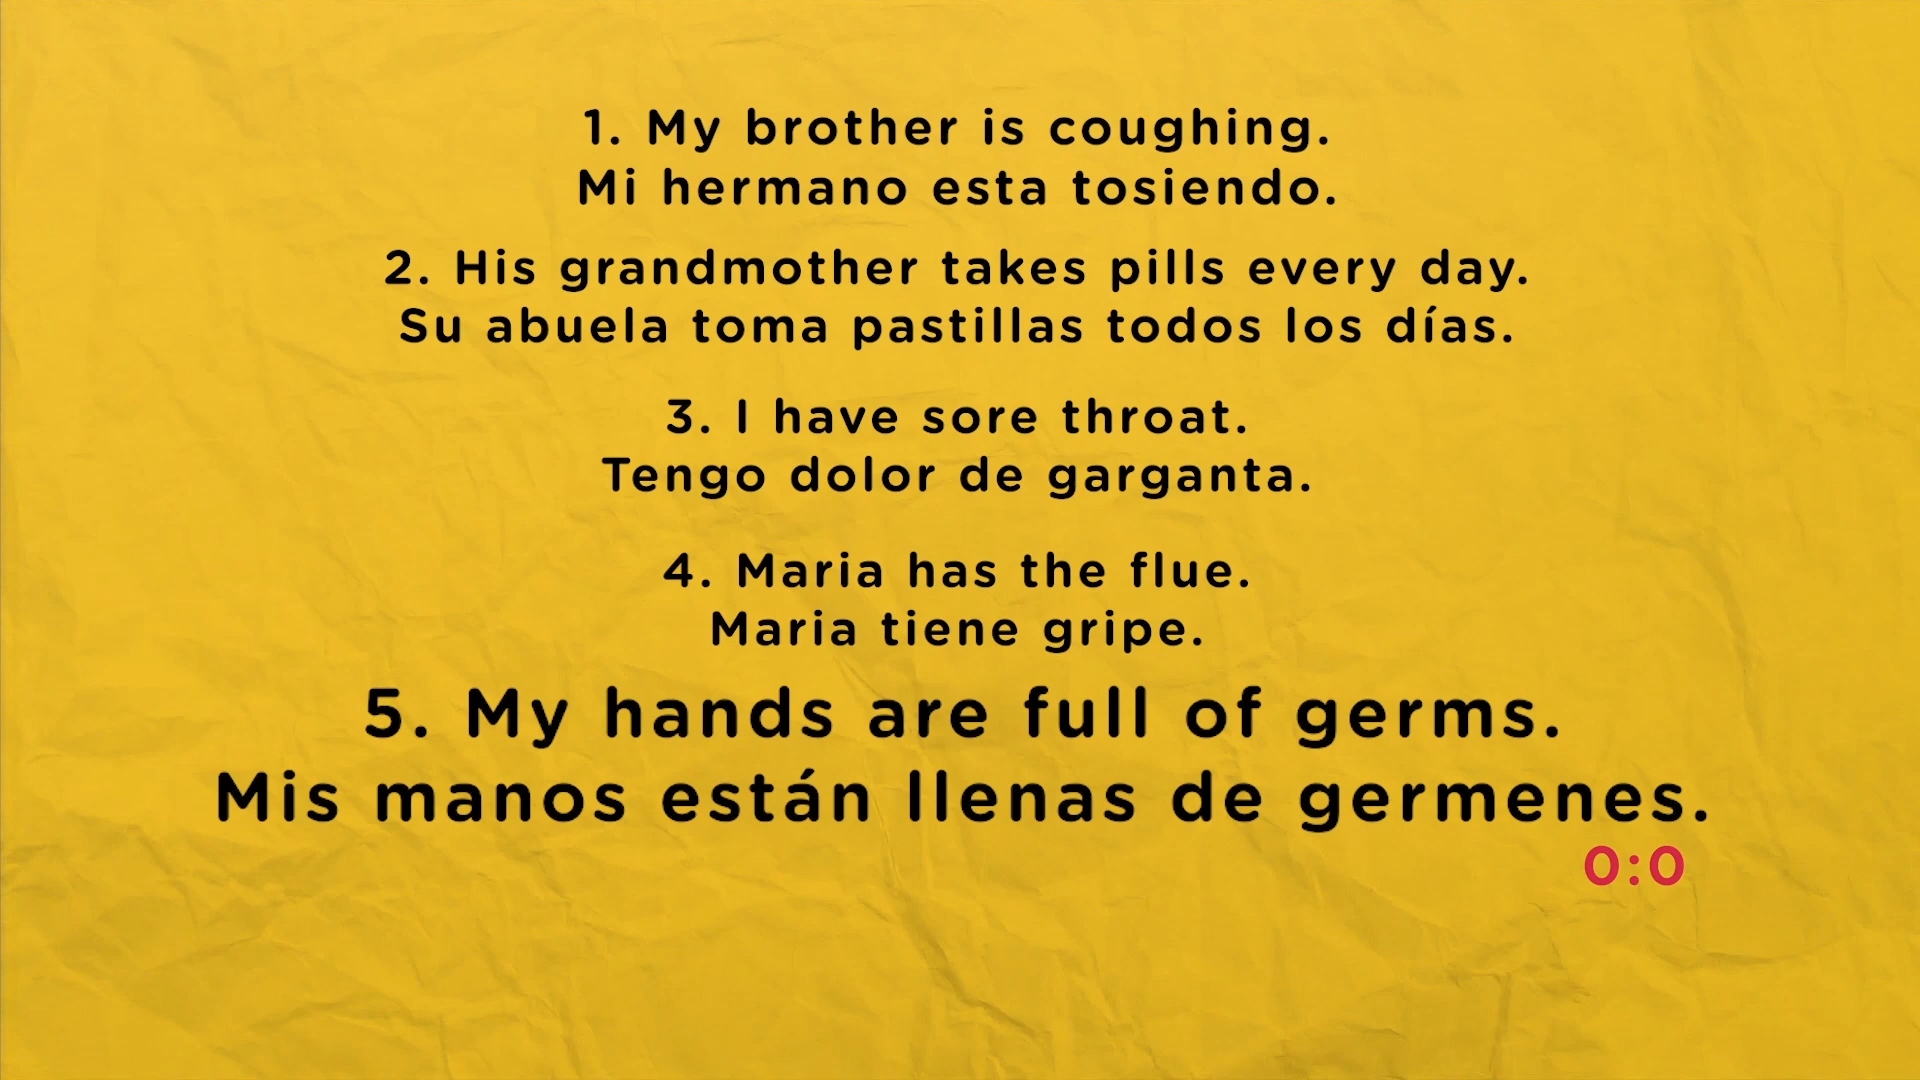 1. My brother is coughing.
Mi hermano esta tosiendo.
2. His grandmother takes pills every day.
Su abuela toma pastillas todos los días.
3. I have sore throat.
Tengo dolor de garganta.
4. Maria has the flue.
Maria tiene gripe.
5. My hands are full of germs.
Mis manos están llenas de germenes.
0:0